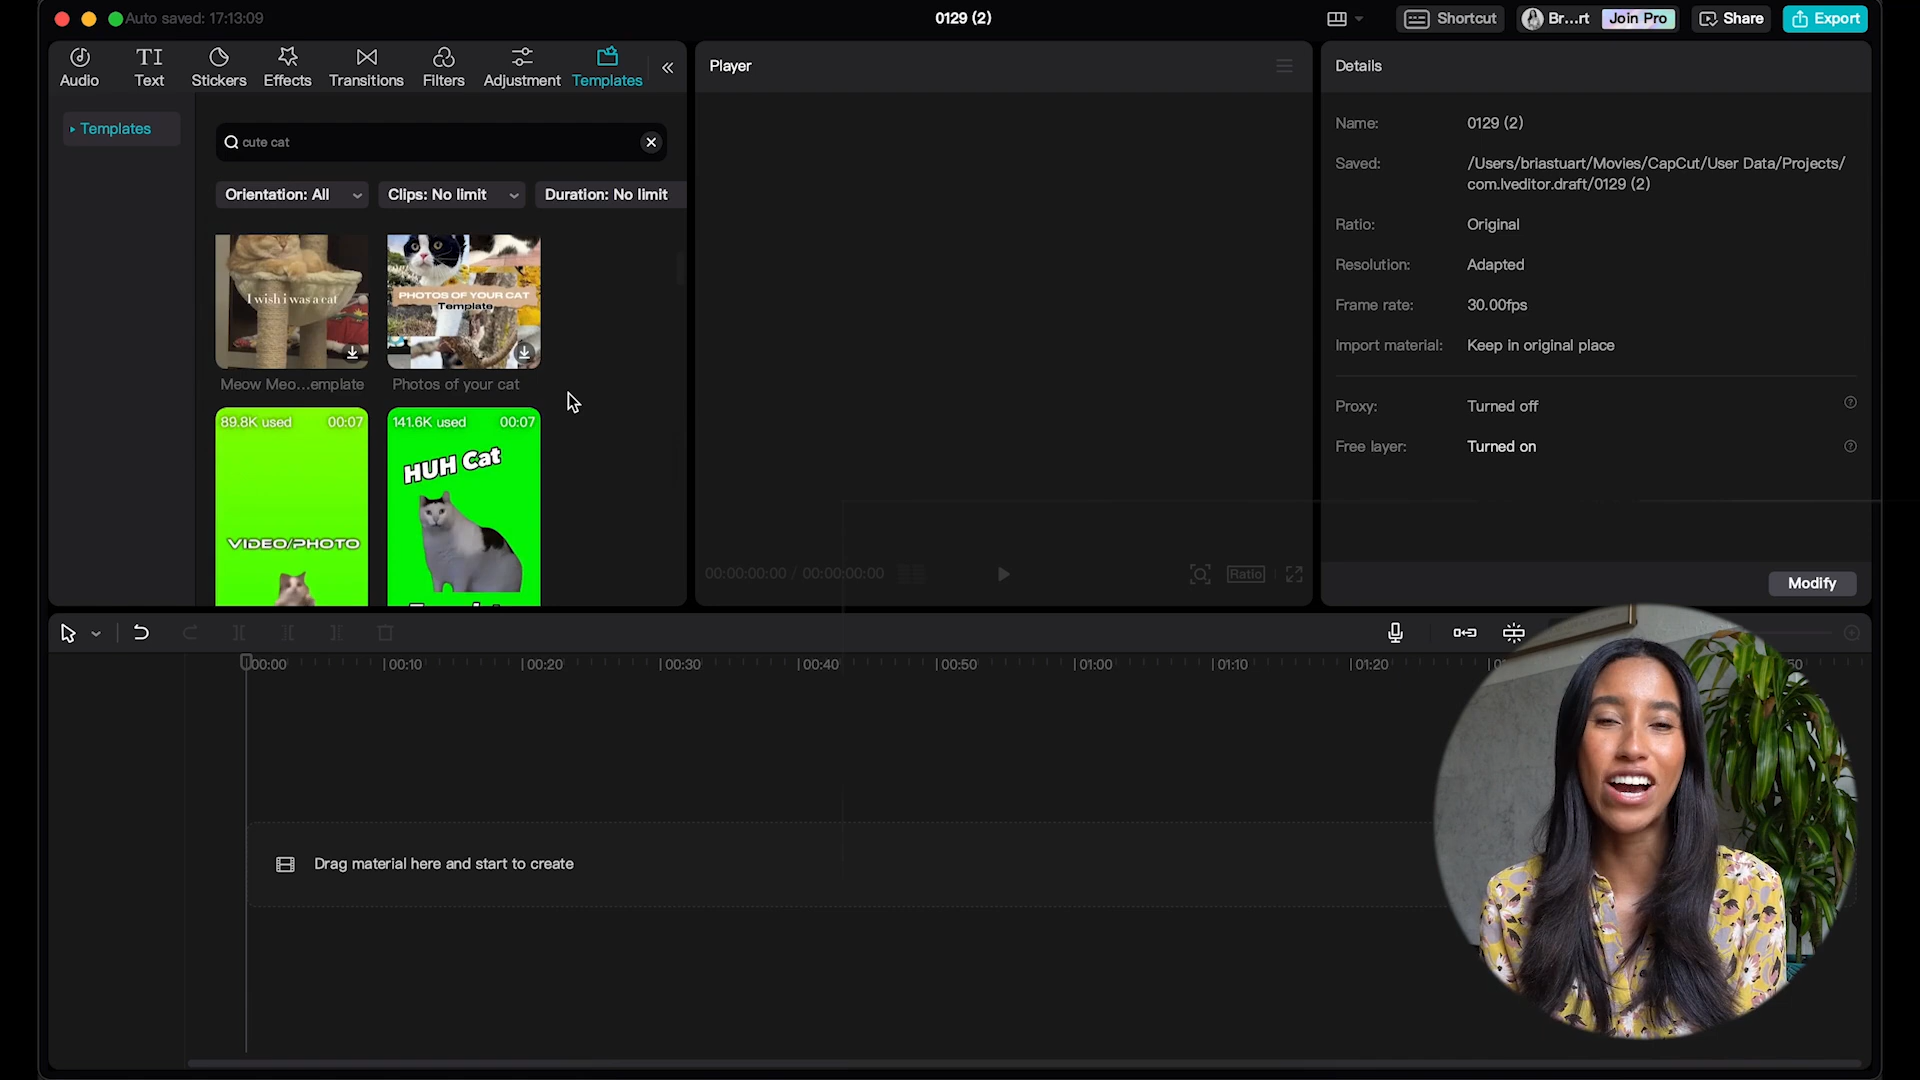 Auto saved: 17:13:09
0129 (2)
Shortcut
Br...rt
Join Pro
Share
Export
Audio
Text
Stickers
Effects
Transitions
Filters
Adjustment
Templates
Templates
cute cat
Orientation: All
Clips: No limit
Duration: No limit
I wish i was a cat
PHOTOS OF YOUR CAT
Template
Meow Meo...emplate
Photos of your cat
89.8K used
00:07
141.6K used
00:07
HUH Cat
VIDEO/PHOTO
Player
00:00:00:00 / 00:00:00:00
Ratio
Details
Name:
0129 (2)
Saved:
/Users/briastuart/Movies/CapCut/User Data/Projects/
com.lveditor.draft/0129 (2)
Ratio:
Original
Resolution:
Adapted
Frame rate:
30.00fps
Import material:
Keep in original place
Proxy:
Turned off
Free layer:
Turned on
Modify
00:00
00:10
00:20
00:30
00:40
00:50
01:00
01:10
01:20
Drag material here and start to create